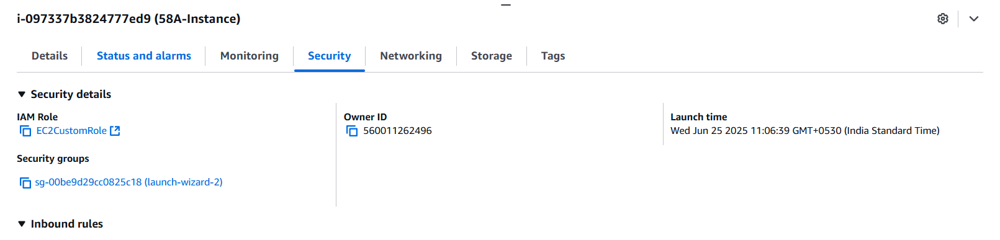 i-097337b3824777ed9 (58A-Instance)
Details Status and alarms Monitoring Security Networking Storage Tags
Security details
IAM Role Owner ID Launch time
EC2CustomRole 560011262496 Wed Jun 25 2025 11:06:39 GMT+0530 (India Standard Time)
Security groups
sg-00be9d29cc0825c18 (launch-wizard-2)
Inbound rules